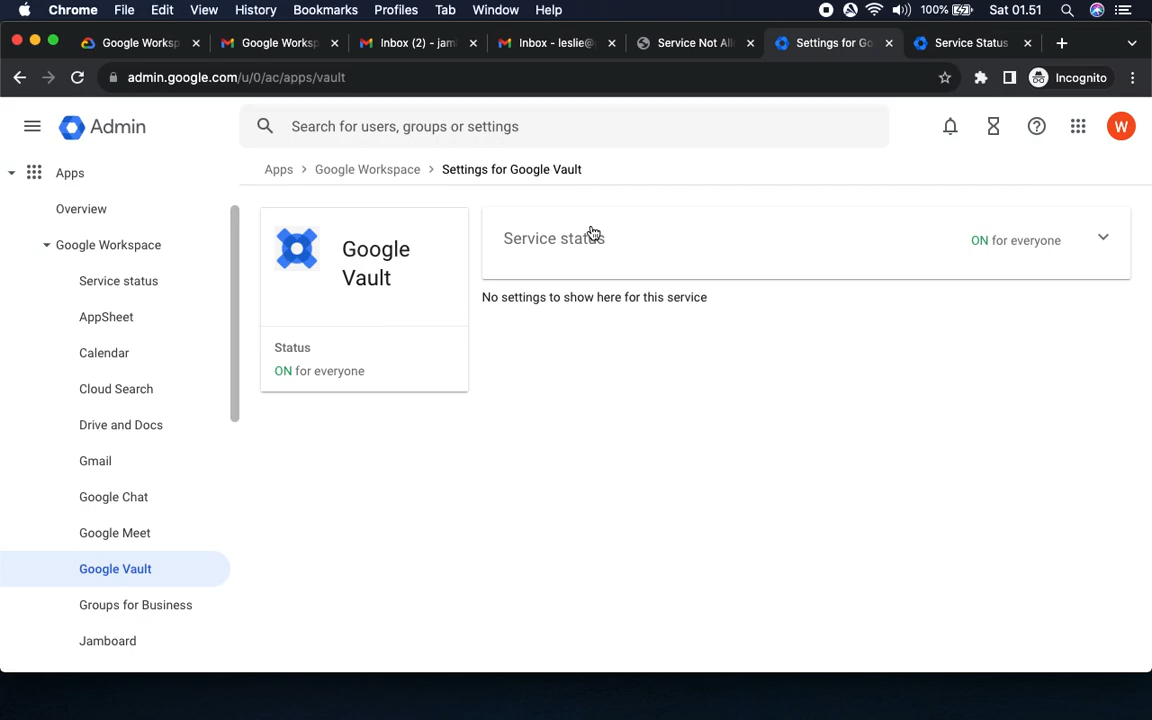 Chrome File Edit View History Bookmarks Profiles Tab Window Help 100% Sat 01.51
Google Worksp Google Worksp Inbox (2) - jam Inbox - leslie@ Service Not All Settings for Go Service Status
admin.google.com/u/0/ac/apps/vault Incognito
Admin Search for users, groups or settings W
Apps
Overview
Google Workspace
Service status
AppSheet
Calendar
Cloud Search
Drive and Docs
Gmail
Google Chat
Google Meet
Google Vault
Groups for Business
Jamboard
Apps > Google Workspace > Settings for Google Vault
Google
Vault
Status
ON for everyone
Service status ON for everyone
No settings to show here for this service